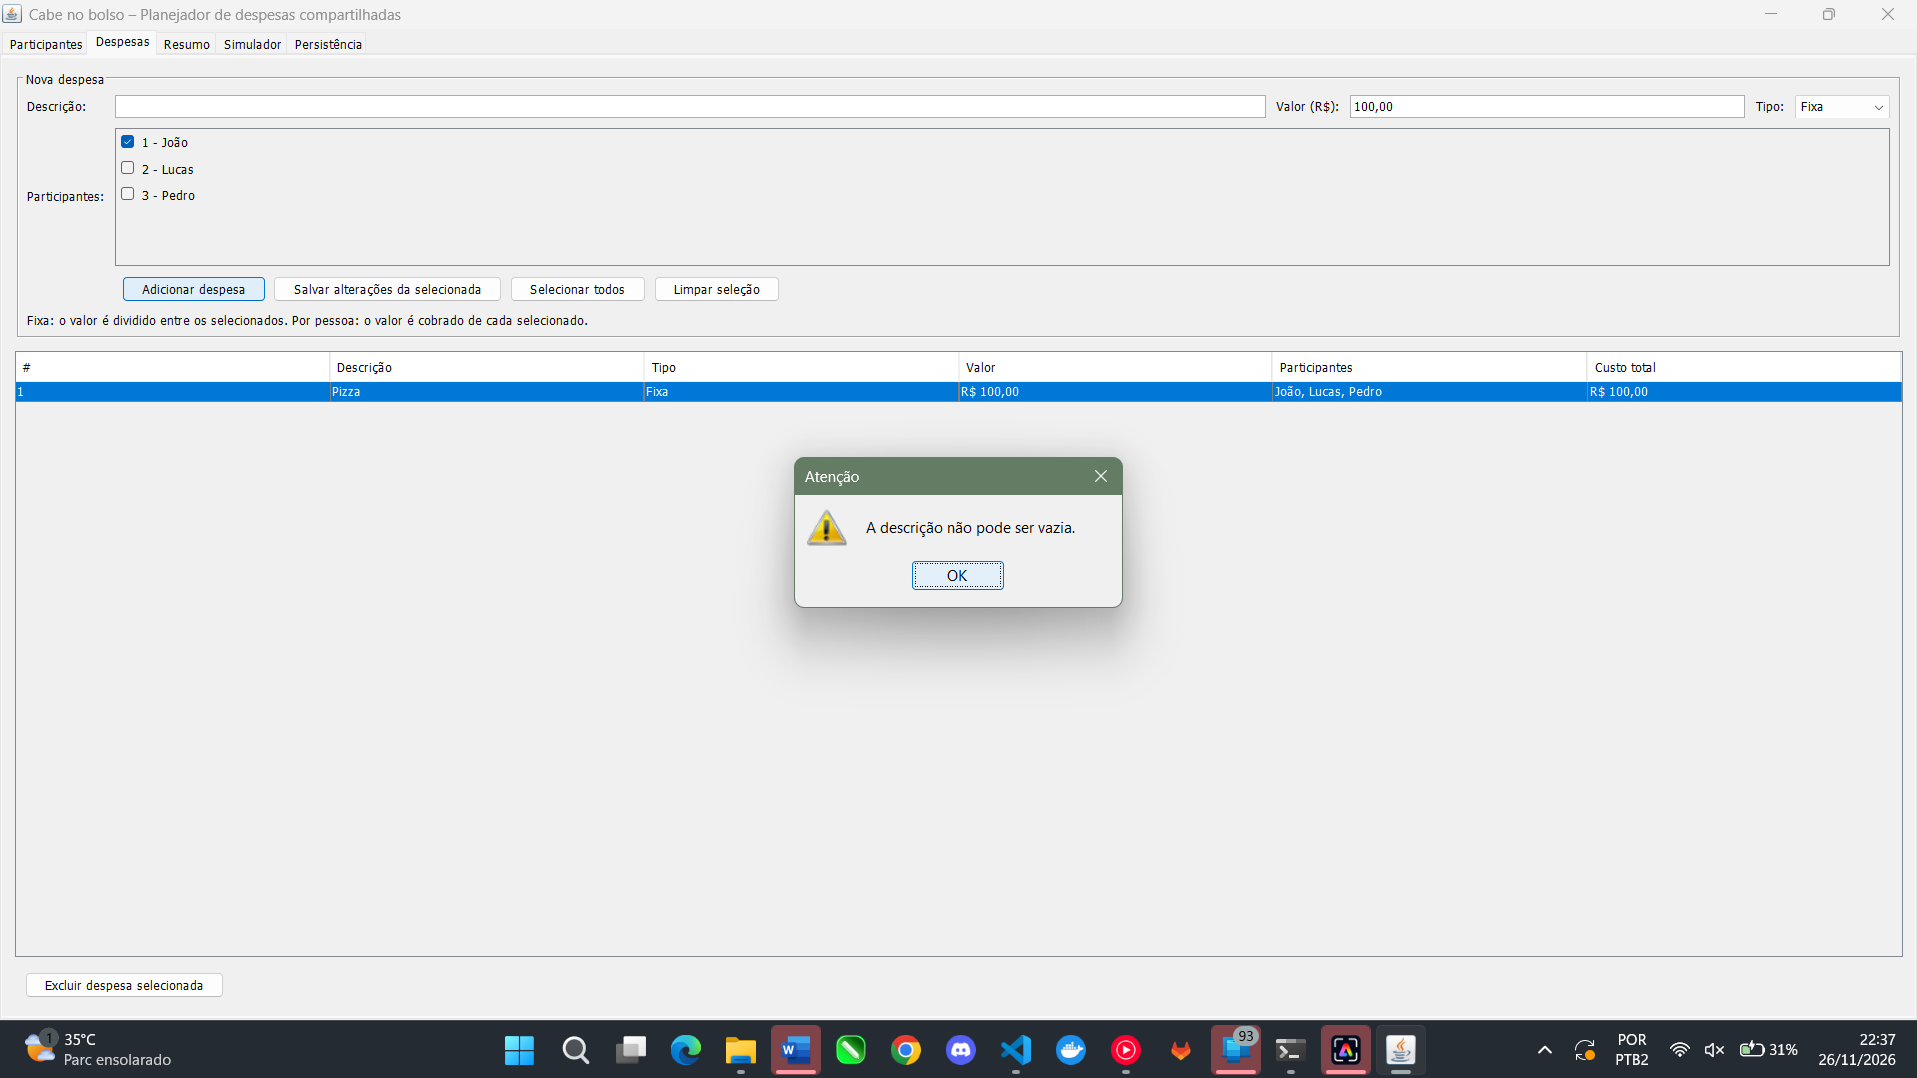 Cabe no bolso – Planejador de despesas compartilhadas
Participantes Despesas Resumo Simulador Persistência
Nova despesa
Descrição: Valor (R$): 100,00 Tipo: Fixa
Participantes:
1 - João
2 - Lucas
3 - Pedro
Adicionar despesa Salvar alterações da selecionada Selecionar todos Limpar seleção
Fixa: o valor é dividido entre os selecionados. Por pessoa: o valor é cobrado de cada selecionado.
# Descrição Tipo Valor Participantes Custo total
1 Pizza Fixa R$ 100,00 João, Lucas, Pedro R$ 100,00
Atenção
A descrição não pode ser vazia.
OK
Excluir despesa selecionada
1 35°C
Parc ensolarado
93
POR
PTB2
31%
22:37
26/11/2026